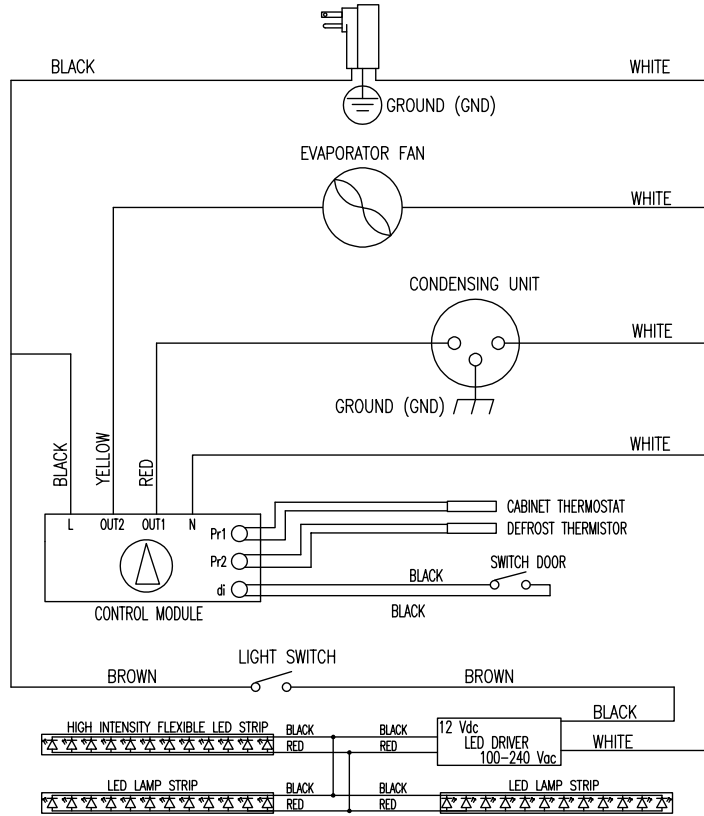 BLACK
WHITE
GROUND (GND)
EVAPORATOR FAN
WHITE
CONDENSING UNIT
WHITE
GROUND (GND)
WHITE
BLACK
YELLOW
RED
L OUT2 OUT1 N
Pr1
CABINET THERMOSTAT
DEFROST THERMISTOR
Pr2
SWITCH DOOR
BLACK
di
CONTROL MODULE
BLACK
LIGHT SWITCH
BROWN
BROWN
BLACK
HIGH INTENSITY FLEXIBLE LED STRIP
BLACK
BLACK
12 Vdc
RED
RED
LED DRIVER
WHITE
100-240 Vac
LED LAMP STRIP
BLACK
BLACK
LED LAMP STRIP
RED
RED